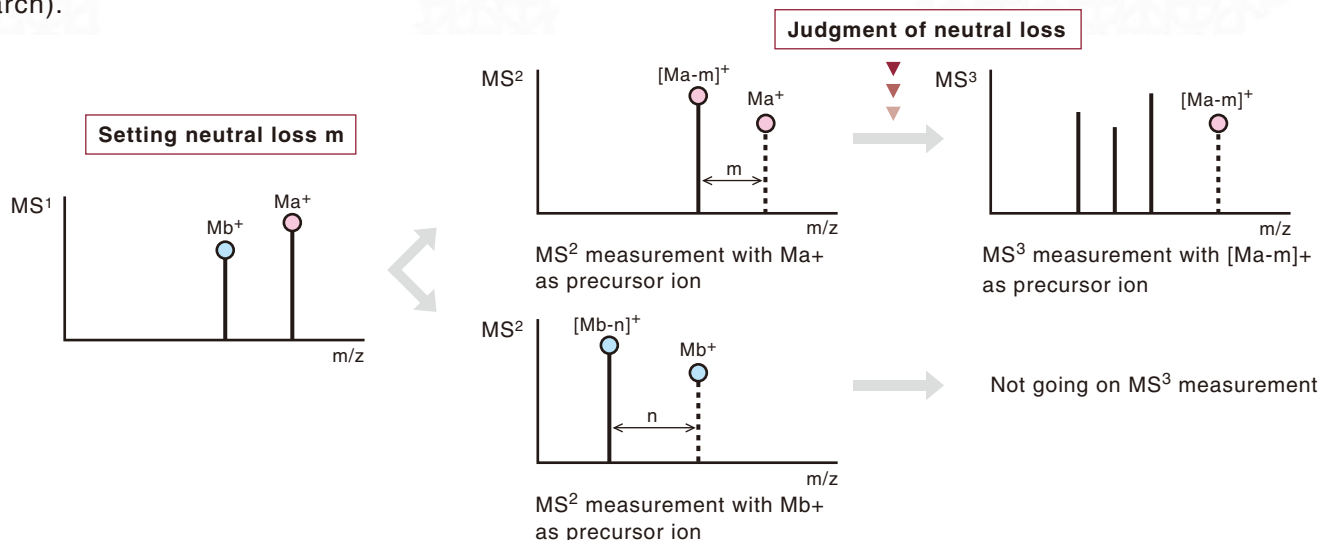 arch).
Setting neutral loss m
MS¹
Mb⁺
Ma⁺
m/z
Judgment of neutral loss
MS²
[Ma-m]⁺
Ma⁺
m
m/z
MS² measurement with Ma+
as precursor ion
MS³
[Ma-m]⁺
m/z
MS³ measurement with [Ma-m]+
as precursor ion
MS²
[Mb-n]⁺
Mb⁺
n
m/z
MS² measurement with Mb+
as precursor ion
Not going on MS³ measurement